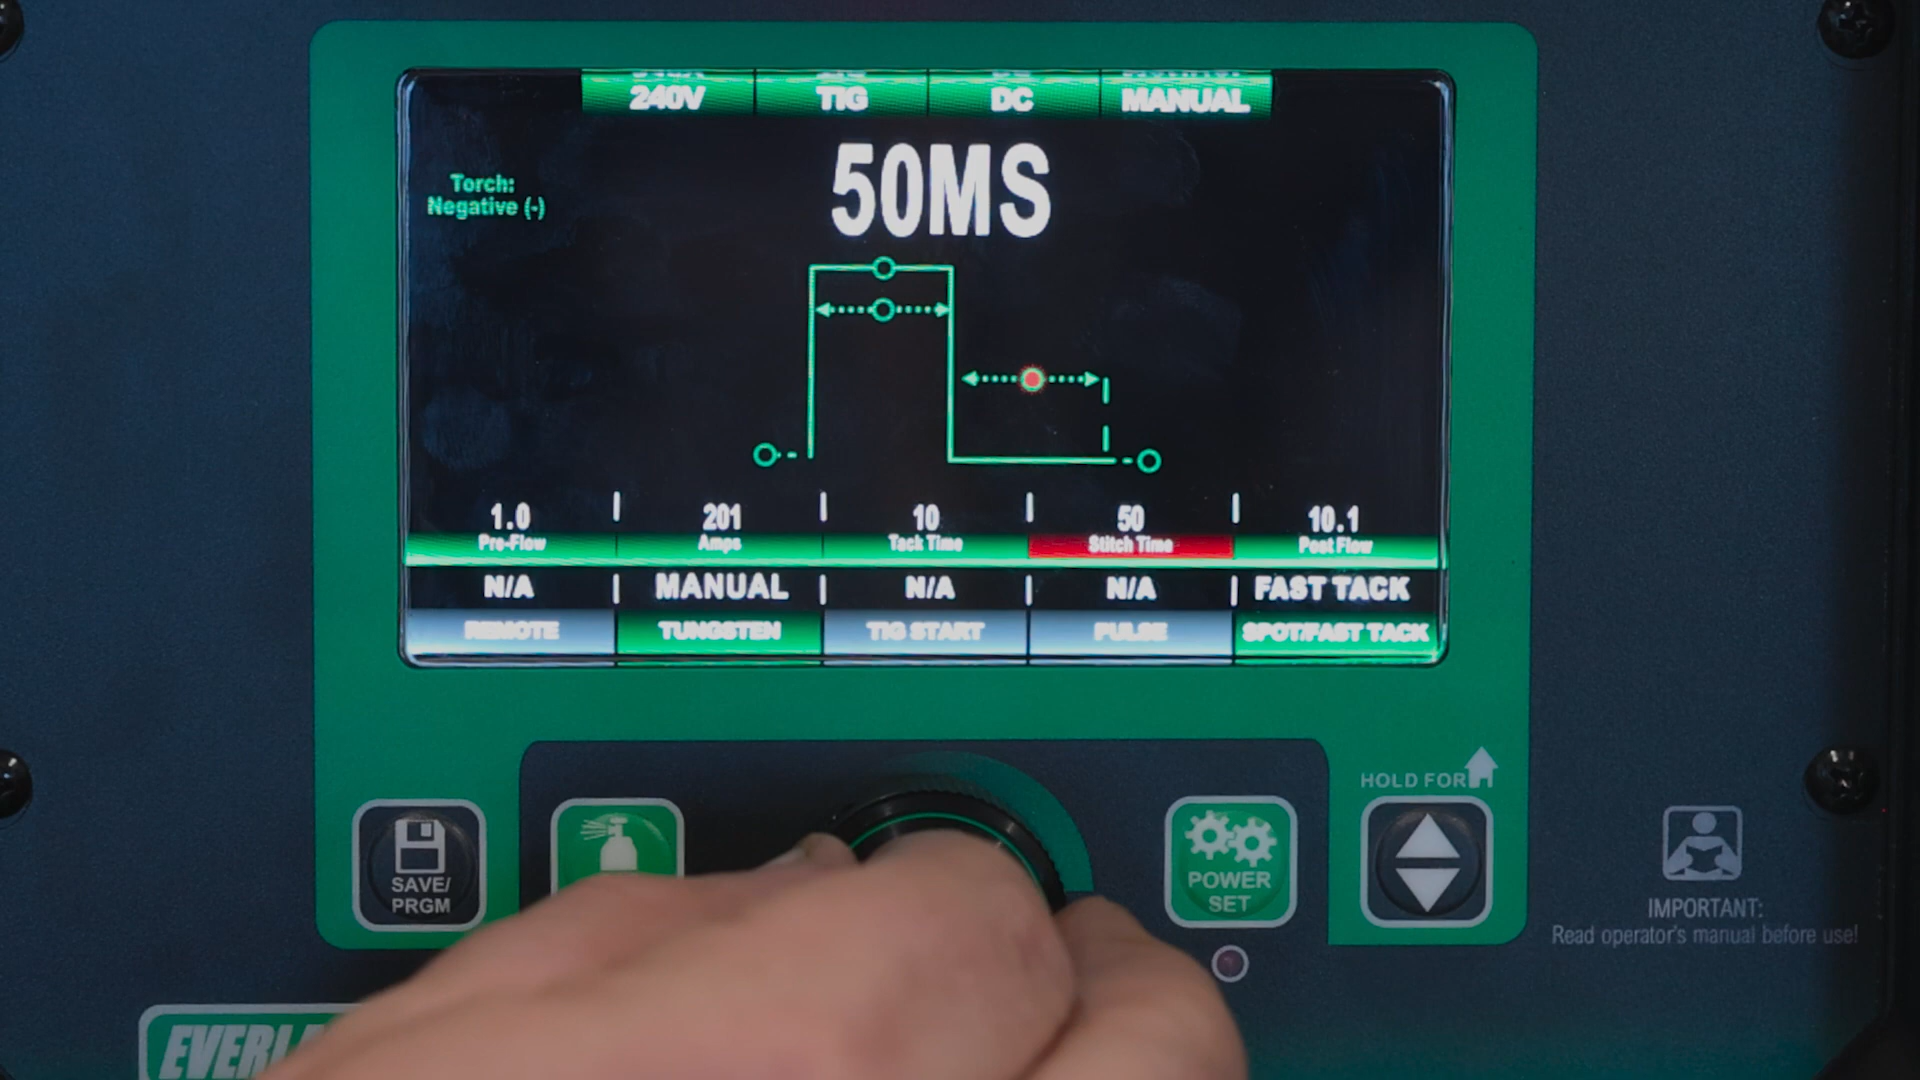 240V TIG DC MANUAL
Torch:
Negative (-)
50MS
1.0 201 10 50 10.1
Pre-Flow Amps Tack Time Stitch Time Post Flow
N/A MANUAL N/A N/A FAST TACK
REMOTE TUNGSTEN TIG START PULSE SPOT/FAST TACK
HOLD FOR
SAVE/
PRGM
POWER
SET
IMPORTANT:
Read operator's manual before use!